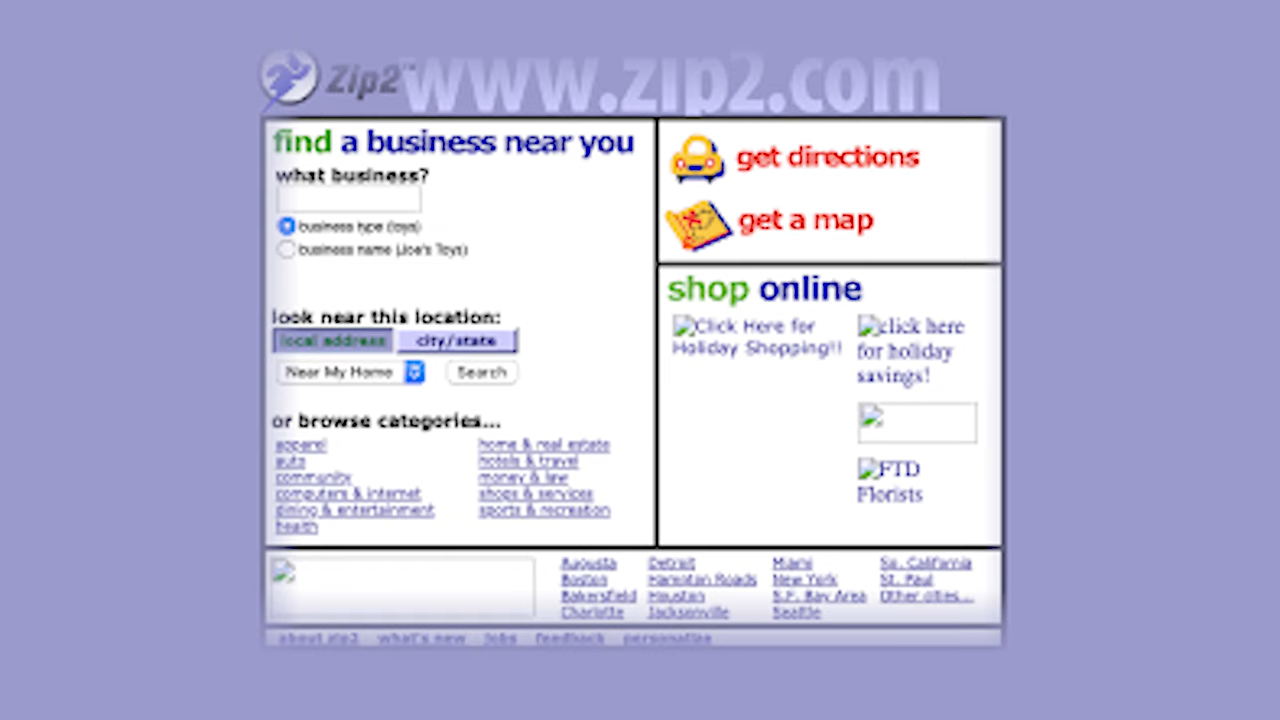 Zip2™ www.zip2.com
find a business near you
what business?
business type (toys)
business name (Joe's Toys)
look near this location:
local address city/state
Near My Home Search
or browse categories...
apparel
auto
community
computers & internet
dining & entertainment
health
home & real estate
hotels & travel
money & law
shops & services
sports & recreation
get directions
get a map
shop online
Click Here for
Holiday Shopping!!
click here
for holiday
savings!
FTD
Florists
Augusta
Boston
Bakersfield
Charlotte
Detroit
Hampton Roads
Houston
Jacksonville
Miami
New York
S.F. Bay Area
Seattle
So. California
St. Paul
Other cities...
about zip2 what's new jobs feedback personalize